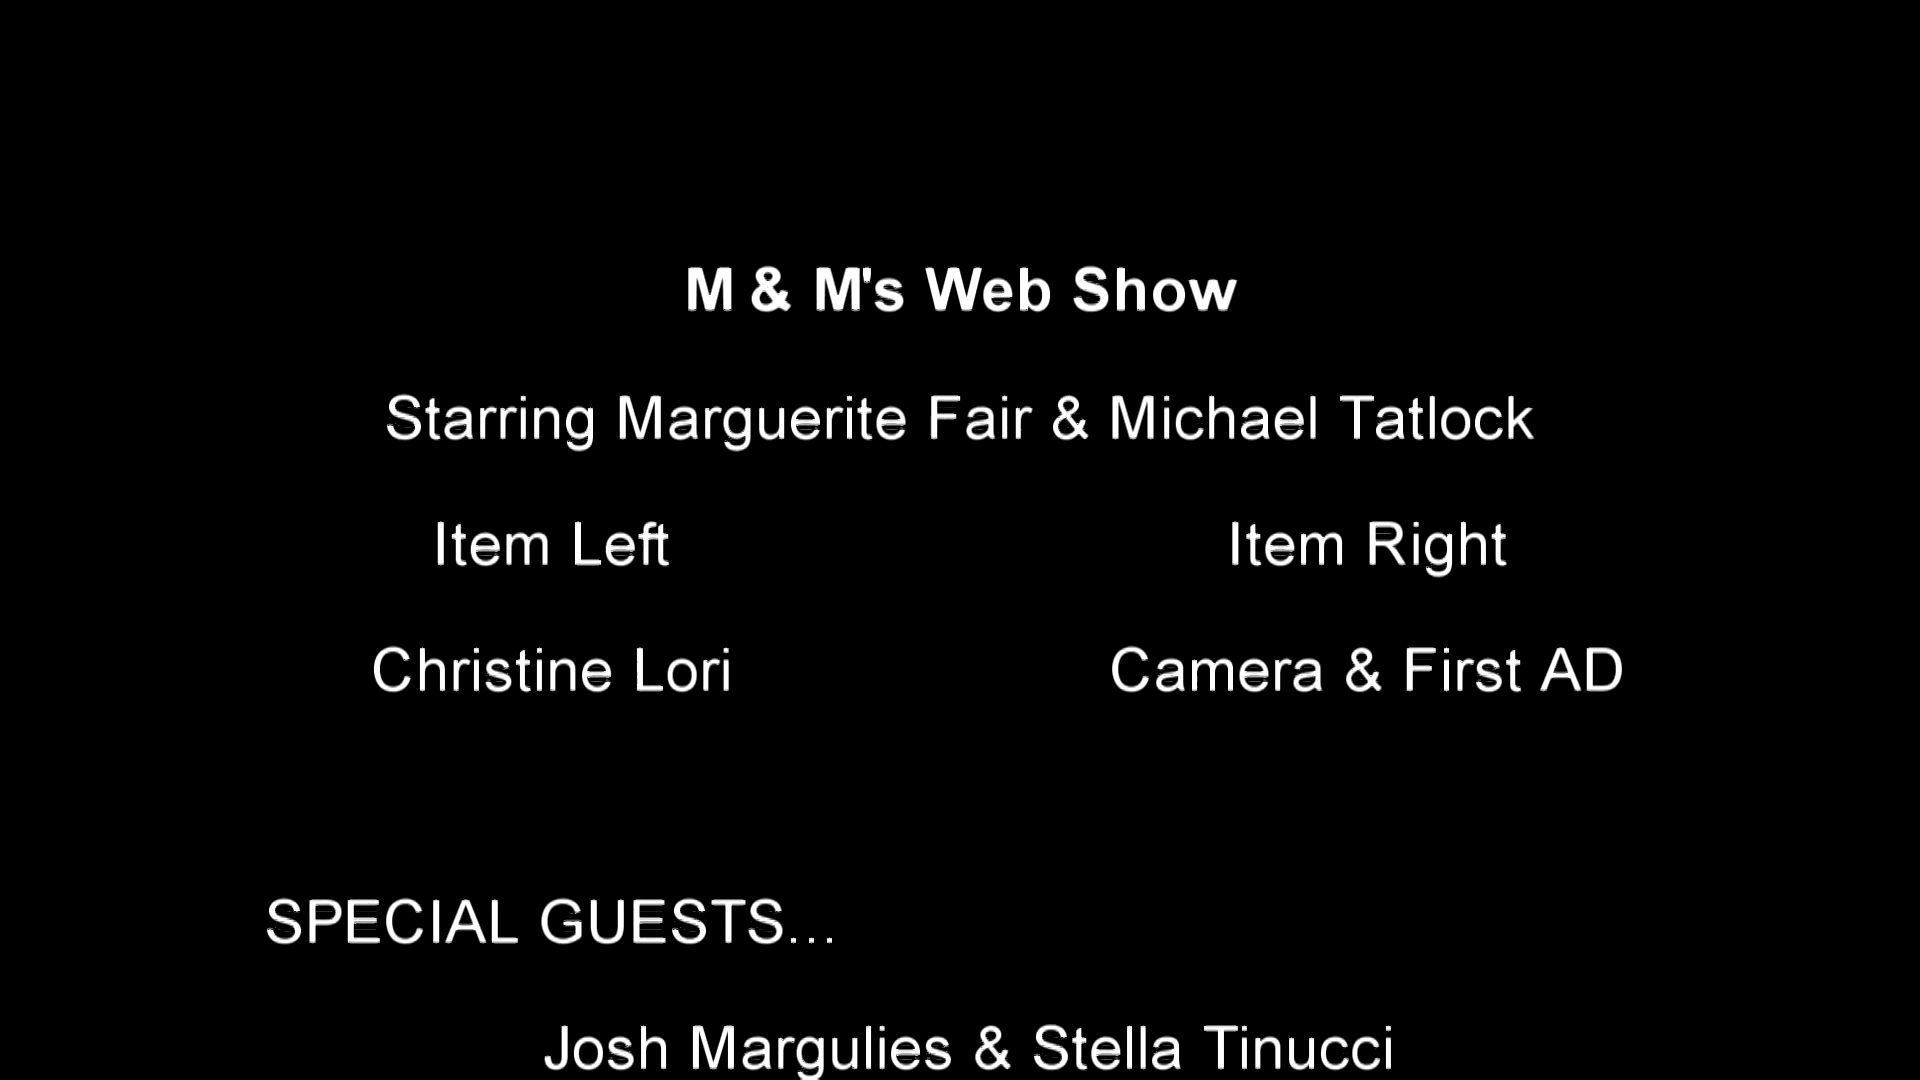 M & M's Web Show
Starring Marguerite Fair & Michael Tatlock
Item Left Item Right
Christine Lori Camera & First AD
SPECIAL GUESTS...
Josh Margulies & Stella Tinucci